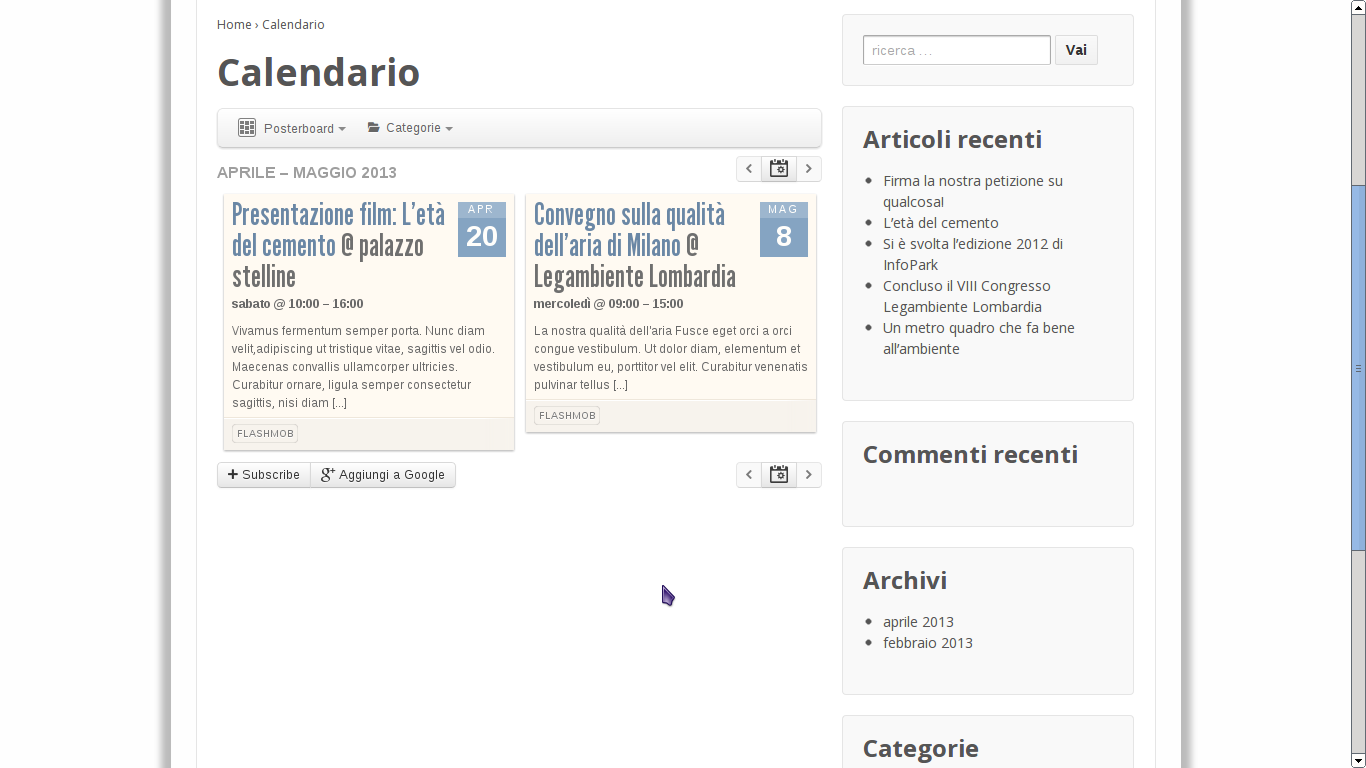 Home › Calendario
Calendario
Posterboard
Categorie
APRILE – MAGGIO 2013
Presentazione film: L’età
del cemento @ palazzo
stelline
APR
20
sabato @ 10:00 – 16:00
Vivamus fermentum semper porta. Nunc diam
velit,adipiscing ut tristique vitae, sagittis vel odio.
Maecenas convallis ullamcorper ultricies.
Curabitur ornare, ligula semper consectetur
sagittis, nisi diam [...]
FLASHMOB
Convegno sulla qualità
dell’aria di Milano @
Legambiente Lombardia
MAG
8
mercoledì @ 09:00 – 15:00
La nostra qualità dell'aria Fusce eget orci a orci
congue vestibulum. Ut dolor diam, elementum et
vestibulum eu, porttitor vel elit. Curabitur venenatis
pulvinar tellus [...]
FLASHMOB
Subscribe
Aggiungi a Google
ricerca …
Vai
Articoli recenti
Firma la nostra petizione su
qualcosa!
L’età del cemento
Si è svolta l’edizione 2012 di
InfoPark
Concluso il VIII Congresso
Legambiente Lombardia
Un metro quadro che fa bene
all’ambiente
Commenti recenti
Archivi
aprile 2013
febbraio 2013
Categorie